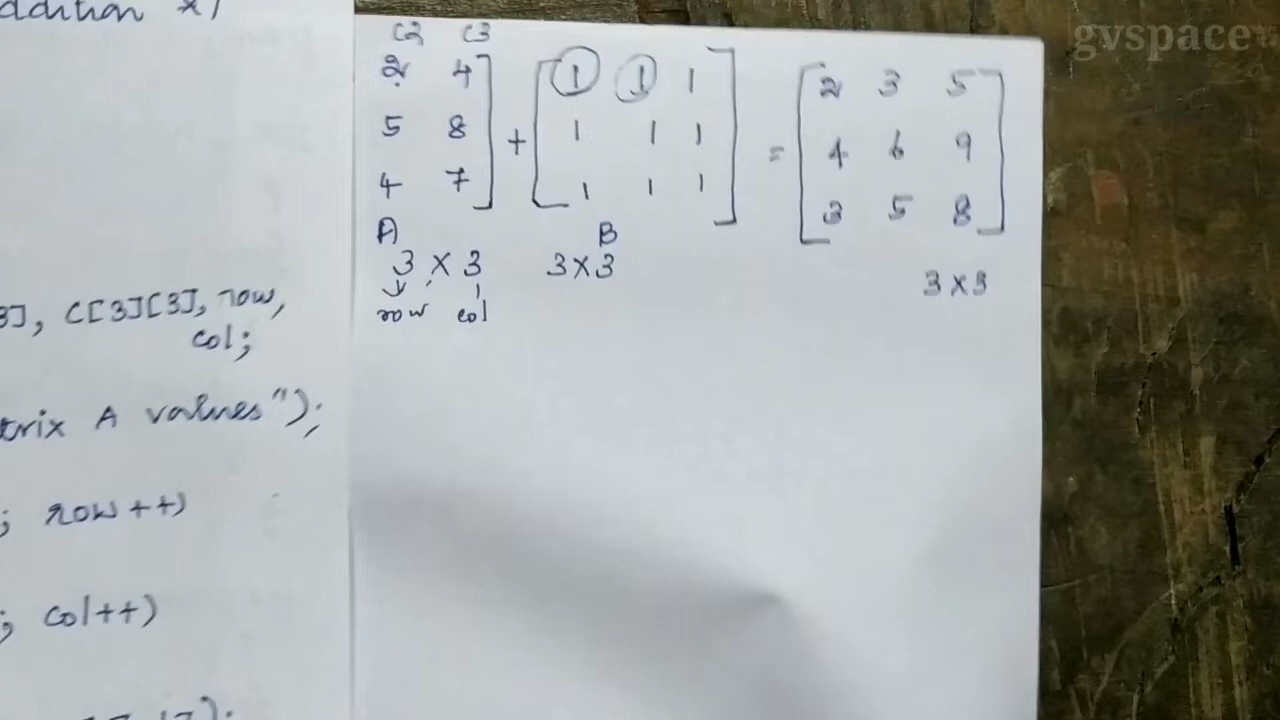 addition */
3], C[3][3], row,
col;
trix A values");
; row++)
; col++)
C2 C3
2 4
5 8
4 7
+
1 1 1
1 1 1
1 1 1
=
2 3 5
4 6 9
3 5 8
A B
3 × 3 3×3 3×3
row col
gvspace